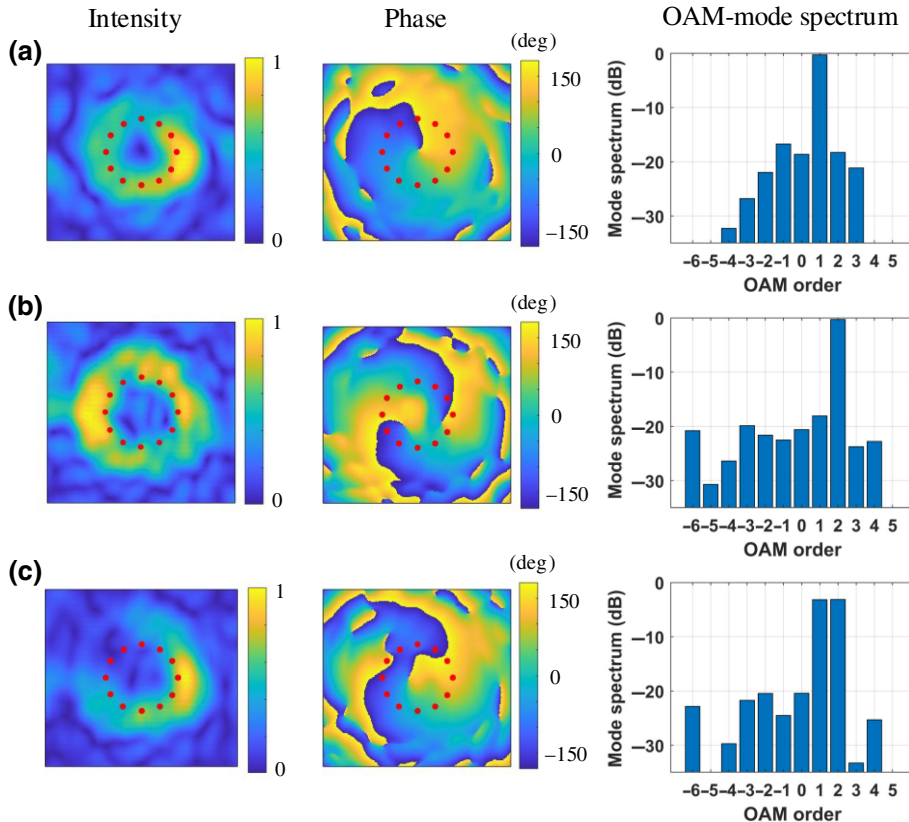 Intensity Phase OAM-mode spectrum
(a)
1
0
(deg)
150
0
−150
Mode spectrum (dB)
0
−10
−20
−30
−6 −5 −4 −3 −2 −1 0 1 2 3 4 5
OAM order
(b)
1
0
(deg)
150
0
−150
Mode spectrum (dB)
0
−10
−20
−30
−6 −5 −4 −3 −2 −1 0 1 2 3 4 5
OAM order
(c)
1
0
(deg)
150
0
−150
Mode spectrum (dB)
0
−10
−20
−30
−6 −5 −4 −3 −2 −1 0 1 2 3 4 5
OAM order